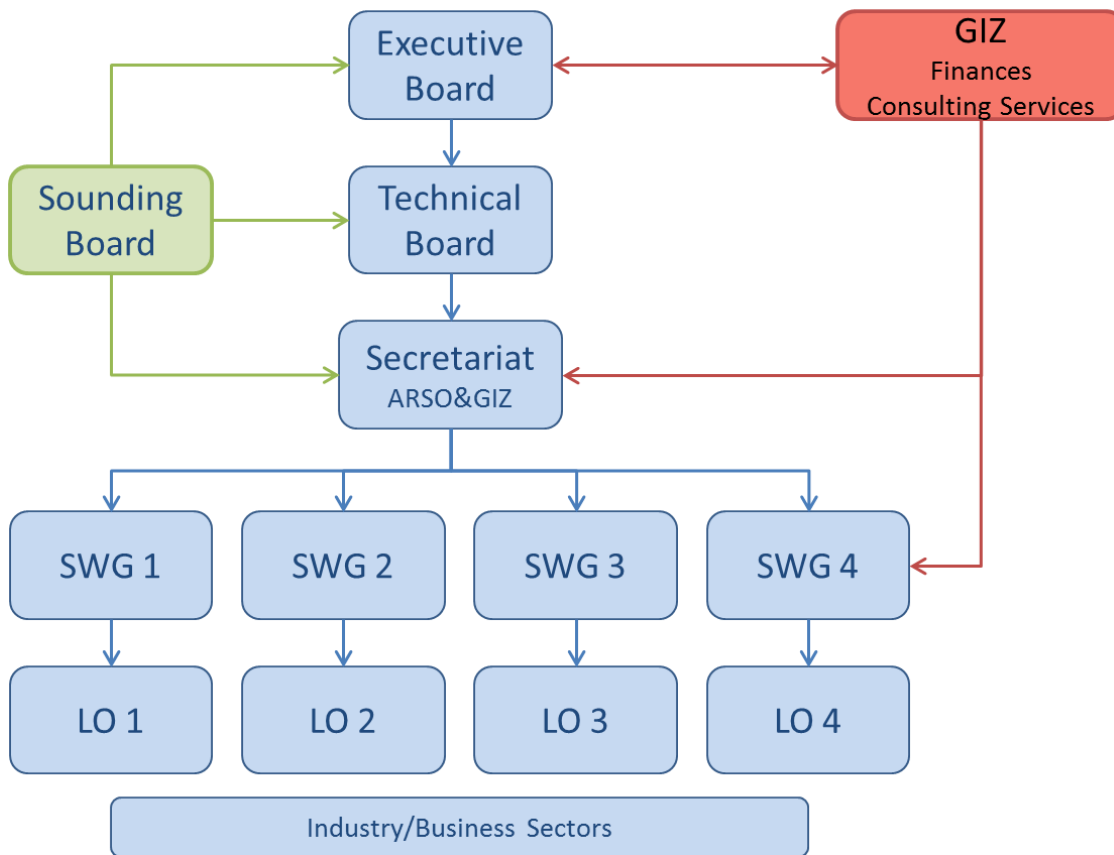 Executive
Board
GIZ
Finances
Consulting Services
Sounding
Board
Technical
Board
Secretariat
ARSO&GIZ
SWG 1
SWG 2
SWG 3
SWG 4
LO 1
LO 2
LO 3
LO 4
Industry/Business Sectors